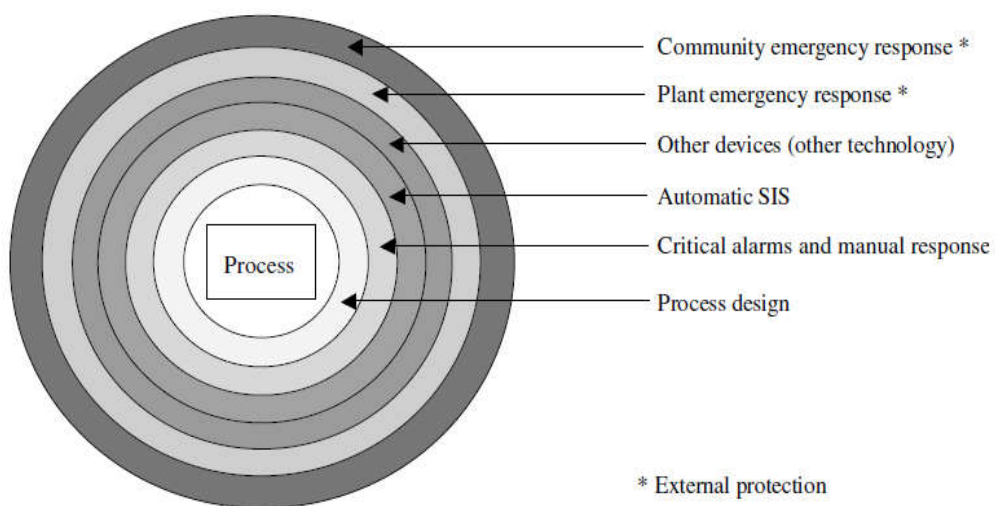 Community emergency response *
Plant emergency response *
Other devices (other technology)
Automatic SIS
Critical alarms and manual response
Process
Process design
* External protection